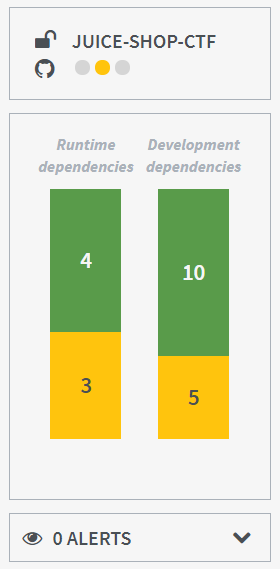 JUICE-SHOP-CTF
Runtime dependencies
Development dependencies
4
10
3
5
0 ALERTS